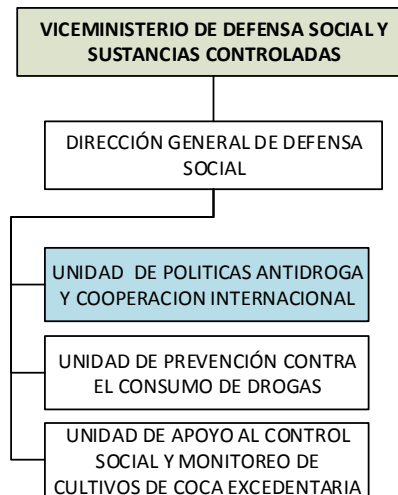 VICEMINISTERIO DE DEFENSA SOCIAL Y
SUSTANCIAS CONTROLADAS
DIRECCIÓN GENERAL DE DEFENSA
SOCIAL
UNIDAD DE POLITICAS ANTIDROGA
Y COOPERACION INTERNACIONAL
UNIDAD DE PREVENCIÓN CONTRA
EL CONSUMO DE DROGAS
UNIDAD DE APOYO AL CONTROL
SOCIAL Y MONITOREO DE
CULTIVOS DE COCA EXCEDENTARIA